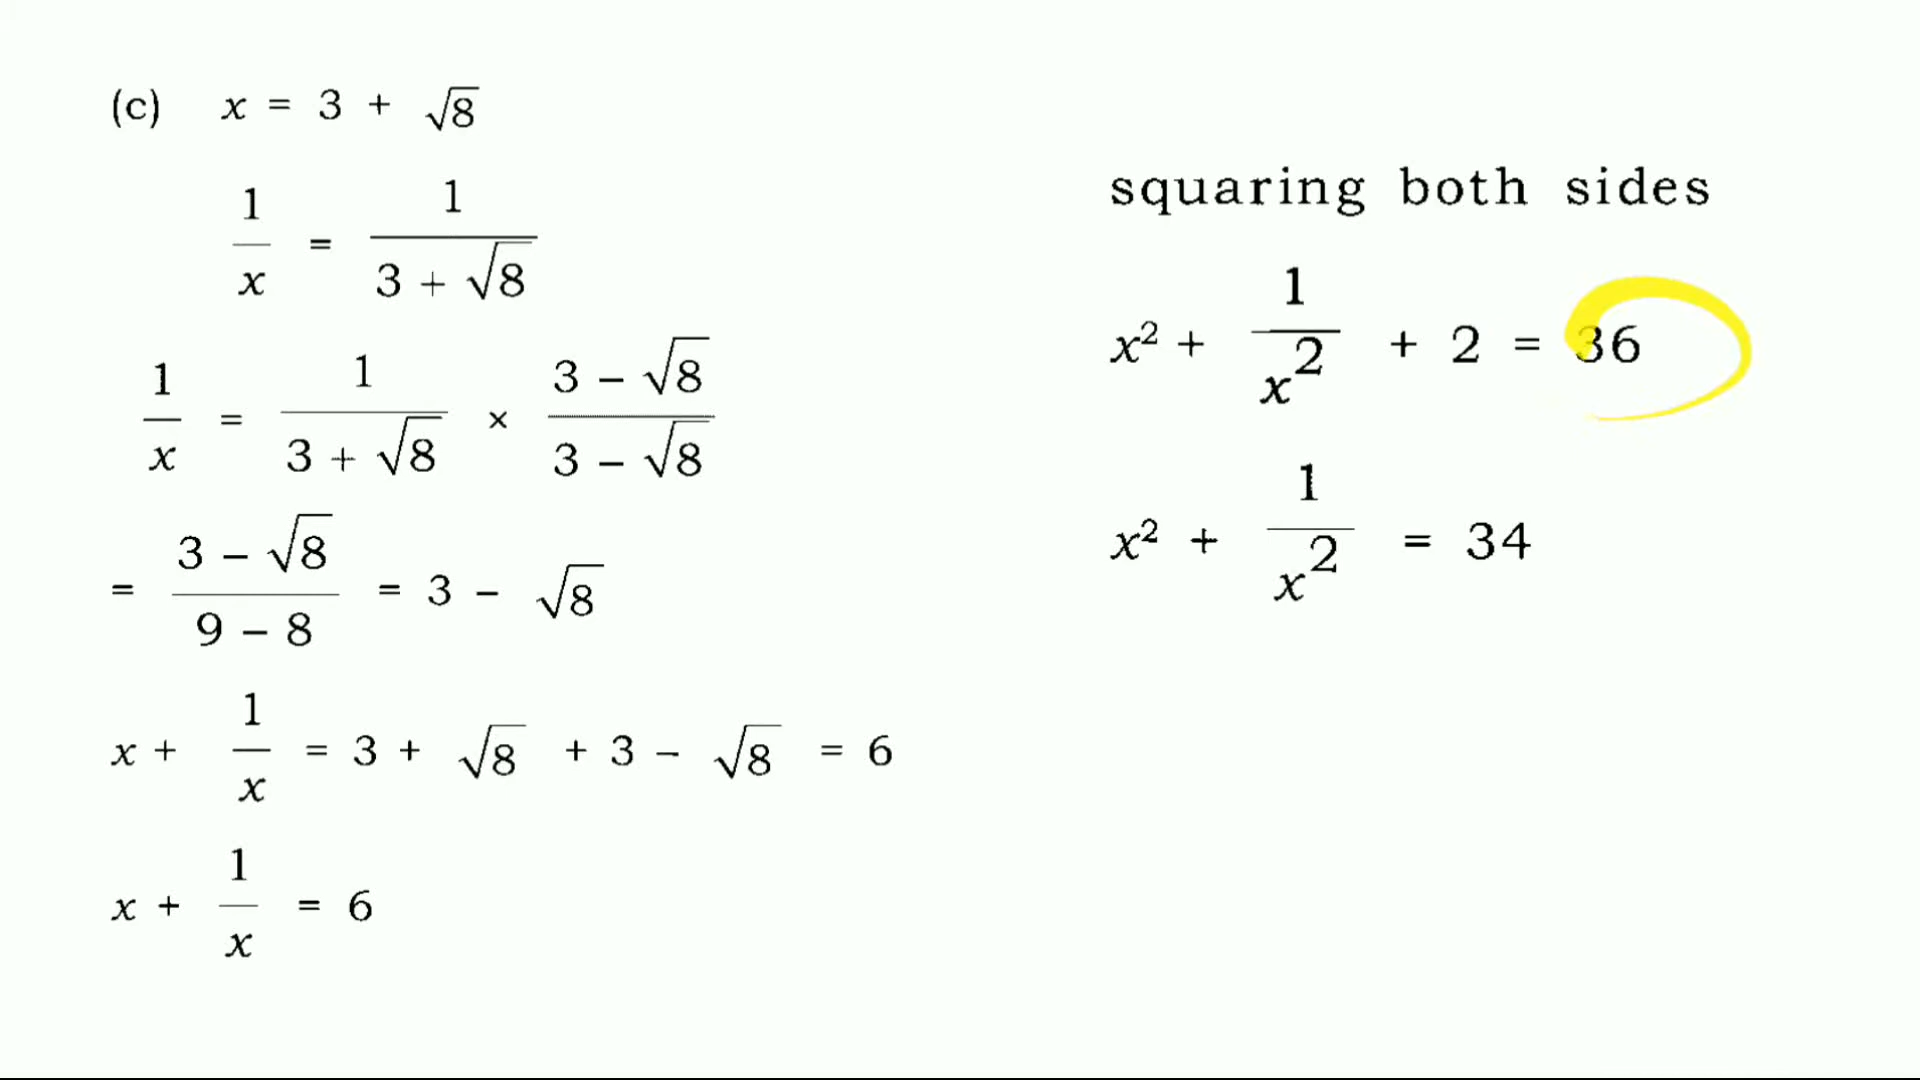 (c) x = 3 + √8
1/x = 1/(3 + √8)
1/x = 1/(3 + √8) × (3 – √8)/(3 – √8)
= (3 – √8)/(9 – 8) = 3 – √8
x + 1/x = 3 + √8 + 3 – √8 = 6
x + 1/x = 6
squaring both sides
x² + 1/x² + 2 = 36
x² + 1/x² = 34